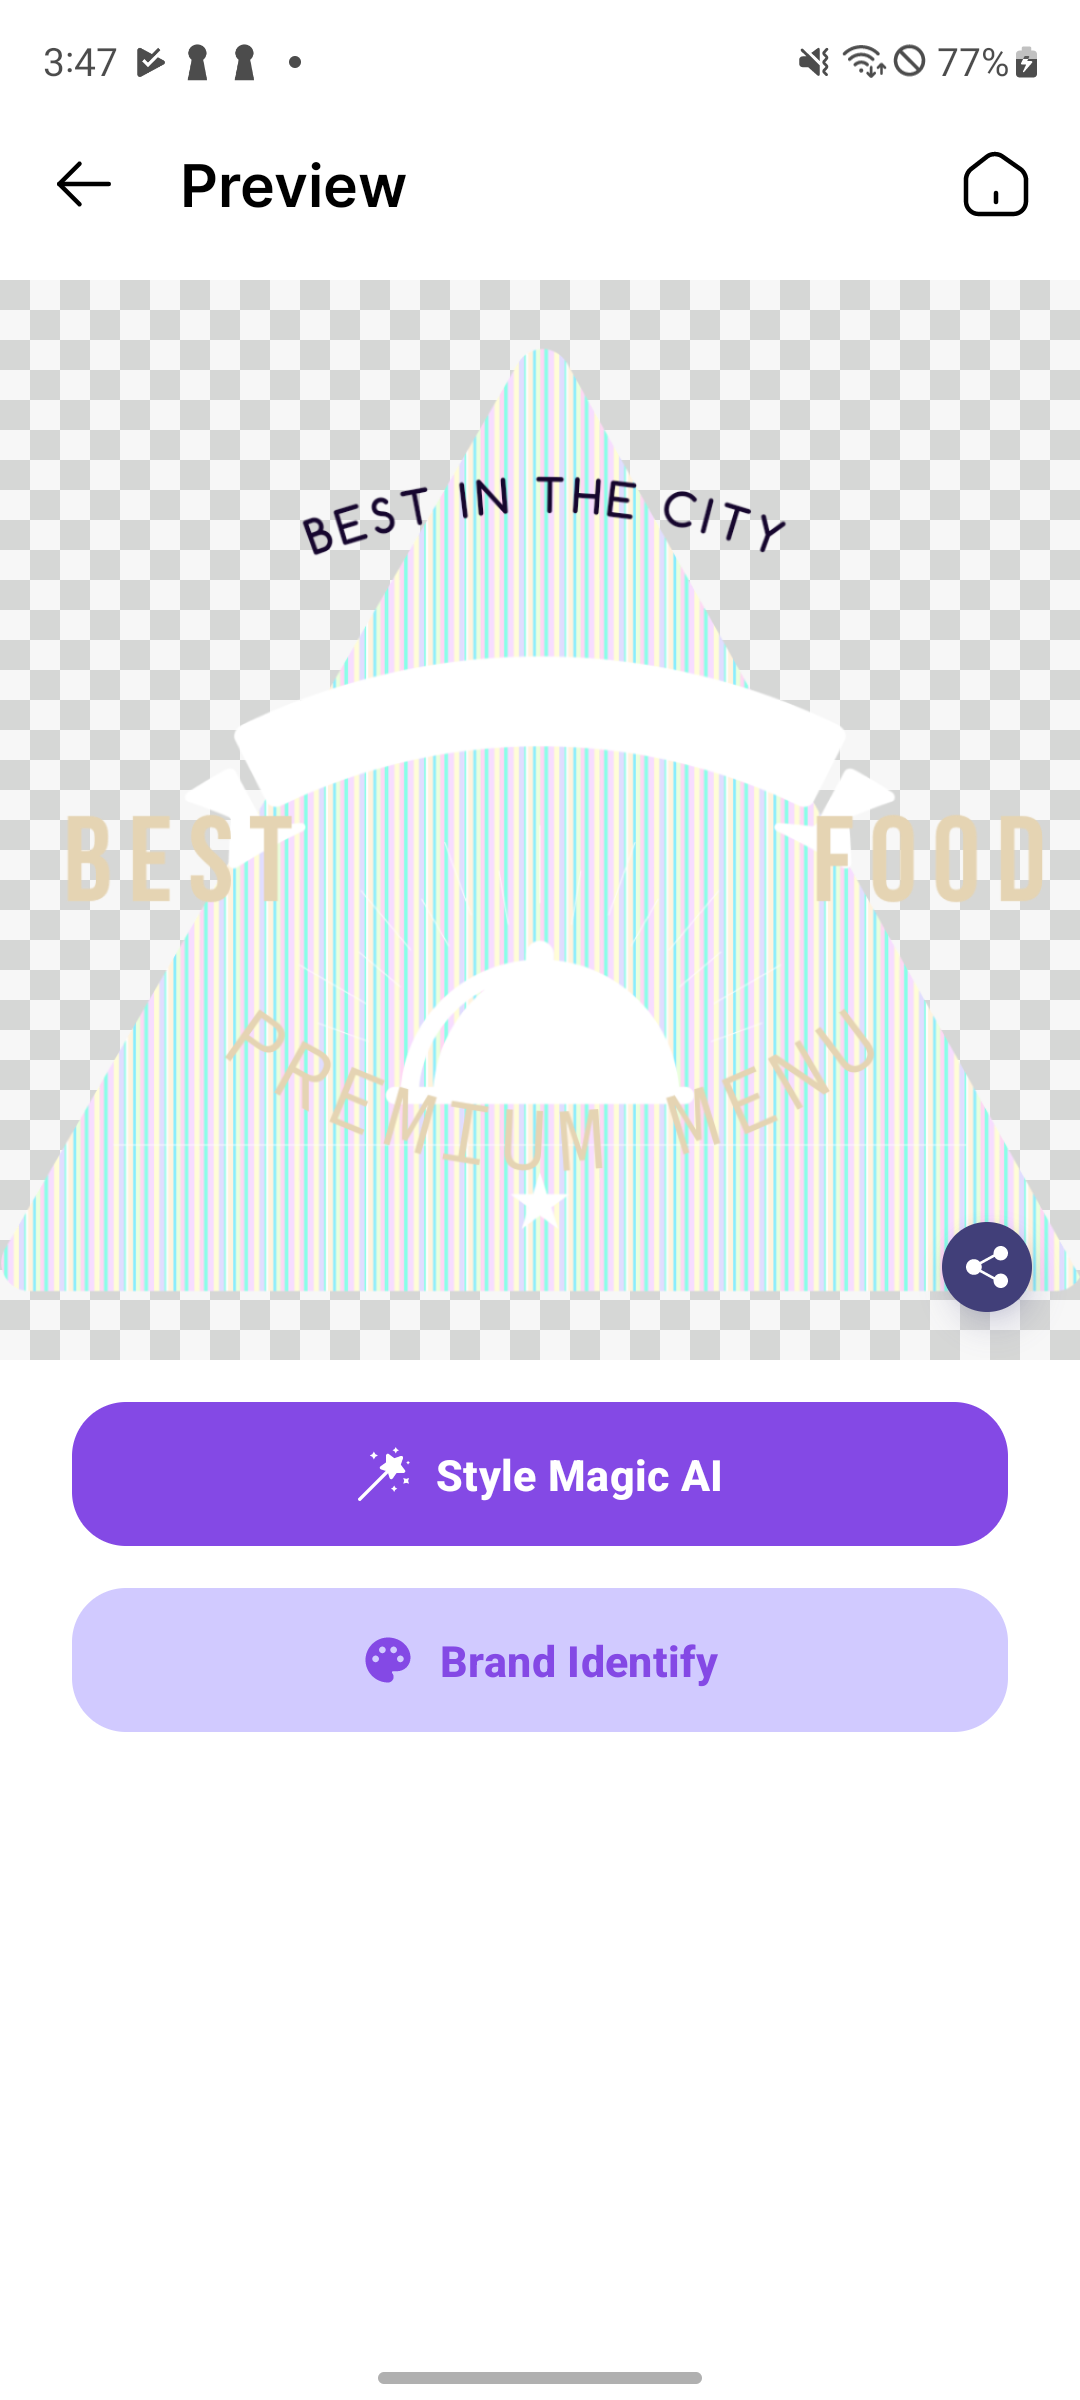 3:47
77%
Preview
BEST IN THE CITY
BEST FOOD
PREMIUM MENU
Style Magic AI
Brand Identify